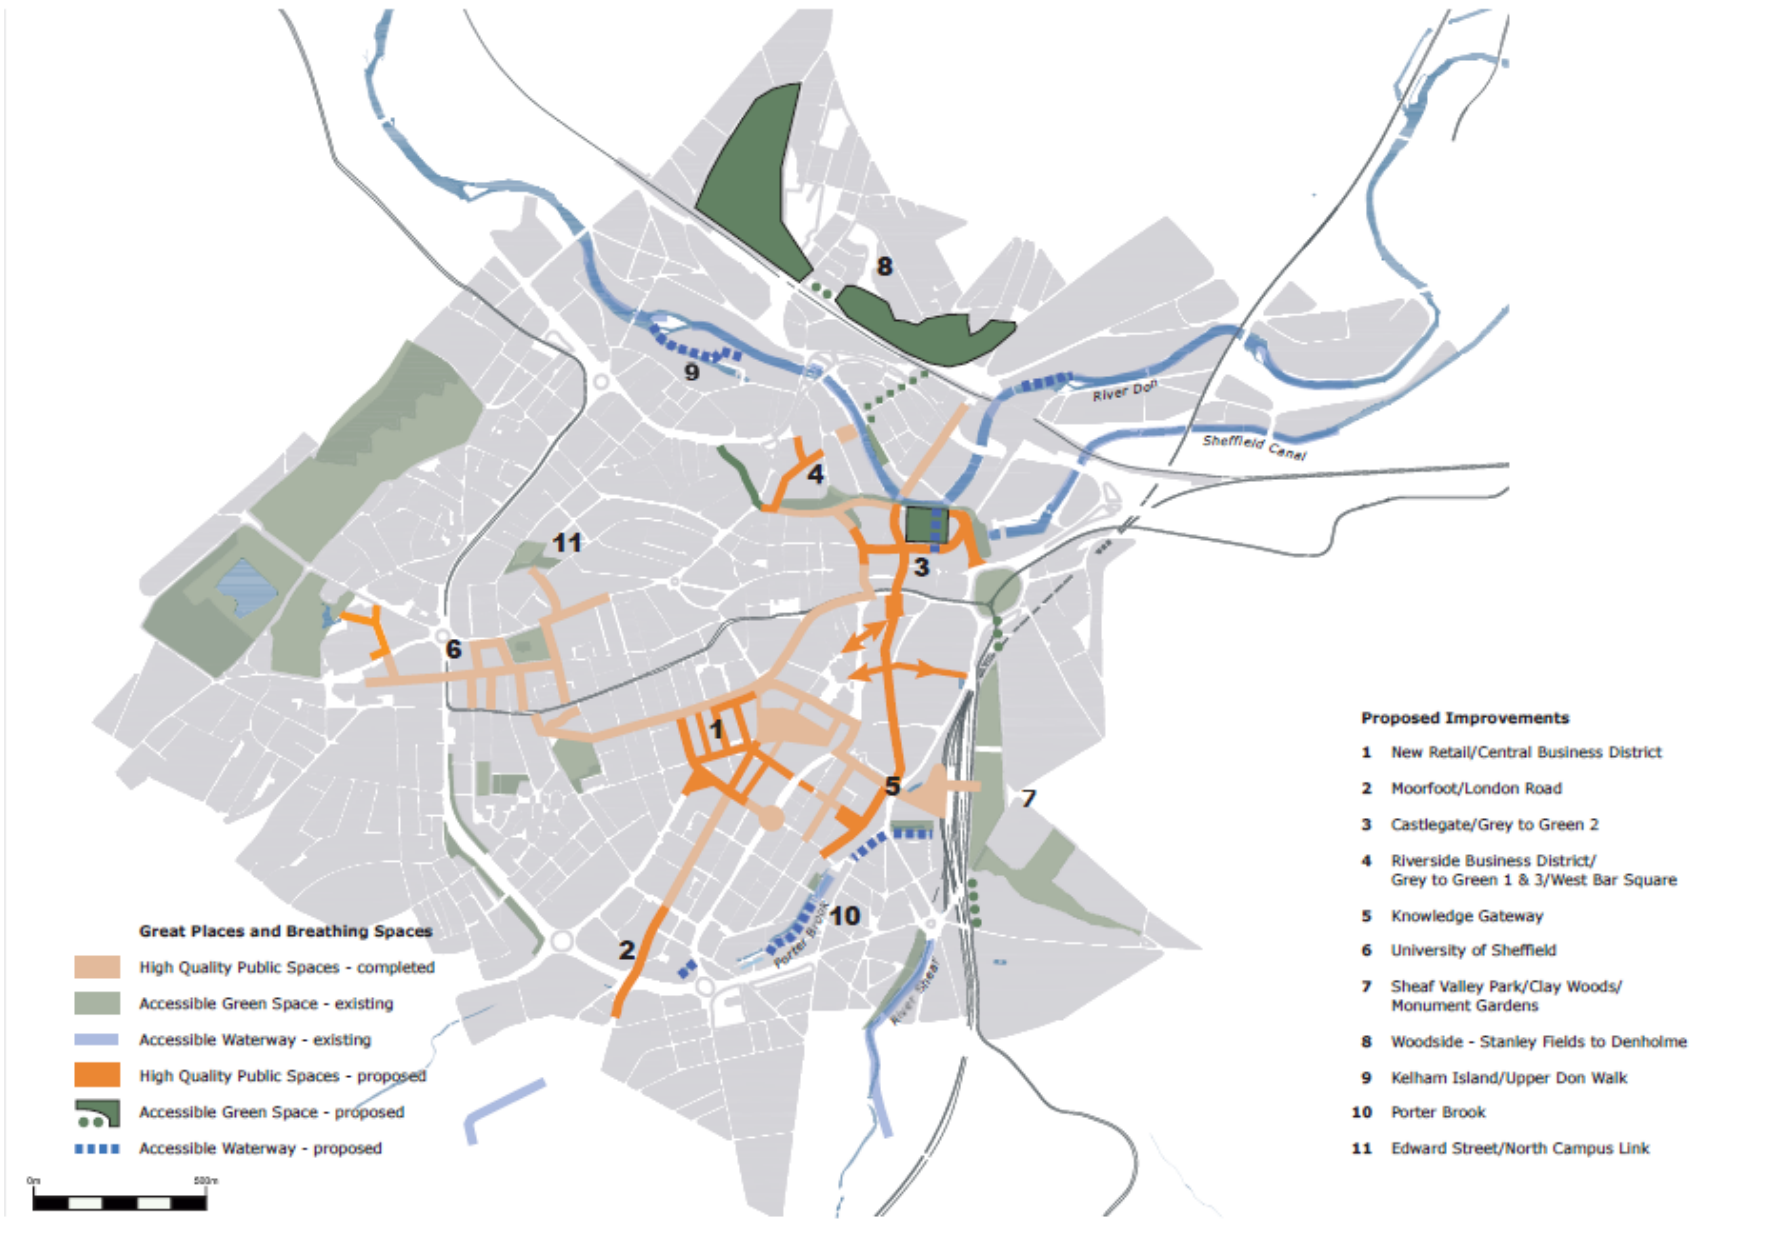 8
9
River Don
Sheffield Canal
4
3
11
6
1
5
7
10
2
Porter Brook
River Sheaf
Great Places and Breathing Spaces
High Quality Public Spaces - completed
Accessible Green Space - existing
Accessible Waterway - existing
High Quality Public Spaces - proposed
Accessible Green Space - proposed
Accessible Waterway - proposed
0m 500m
Proposed Improvements
1 New Retail/Central Business District
2 Moorfoot/London Road
3 Castlegate/Grey to Green 2
4 Riverside Business District/
Grey to Green 1 & 3/West Bar Square
5 Knowledge Gateway
6 University of Sheffield
7 Sheaf Valley Park/Clay Woods/
Monument Gardens
8 Woodside - Stanley Fields to Denholme
9 Kelham Island/Upper Don Walk
10 Porter Brook
11 Edward Street/North Campus Link